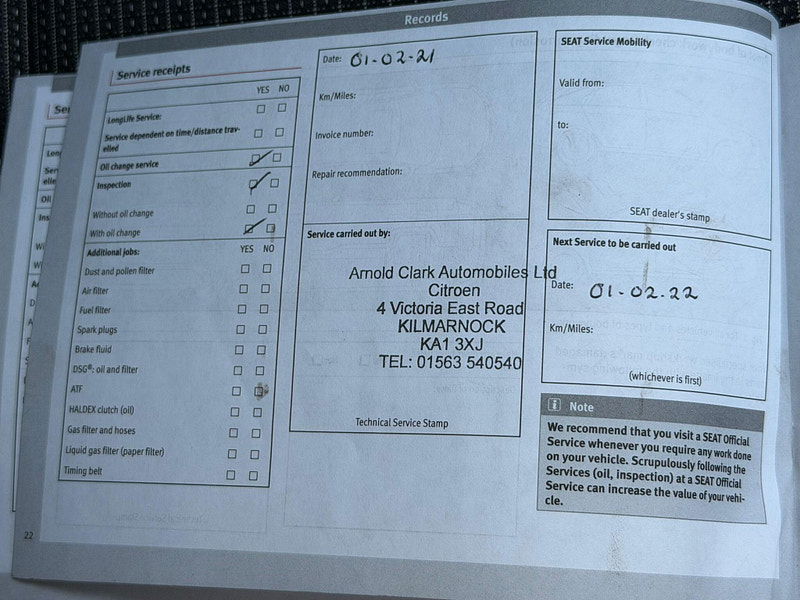 Records
Service receipts
YES NO
LongLife Service:
Service dependent on time/distance trav-
elled
Oil change service
Inspection
Without oil change
With oil change
Additional jobs:
YES NO
Dust and pollen filter
Air filter
Fuel filter
Spark plugs
Brake fluid
DSG®: oil and filter
ATF
HALDEX clutch (oil)
Gas filter and hoses
Liquid gas filter (paper filter)
Timing belt
22
Date: 01-02-21
Km/Miles:
Invoice number:
Repair recommendation:
Service carried out by:
Arnold Clark Automobiles Ltd
Citroen
4 Victoria East Road
KILMARNOCK
KA1 3XJ
TEL: 01563 540540
Technical Service Stamp
SEAT Service Mobility
Valid from:
to:
SEAT dealer's stamp
Next Service to be carried out
Date: 01-02.22
Km/Miles:
(whichever is first)
i Note
We recommend that you visit a SEAT Official
Service whenever you require any work done
on your vehicle. Scrupulously following the
Services (oil, inspection) at a SEAT Official
Service can increase the value of your vehi-
cle.